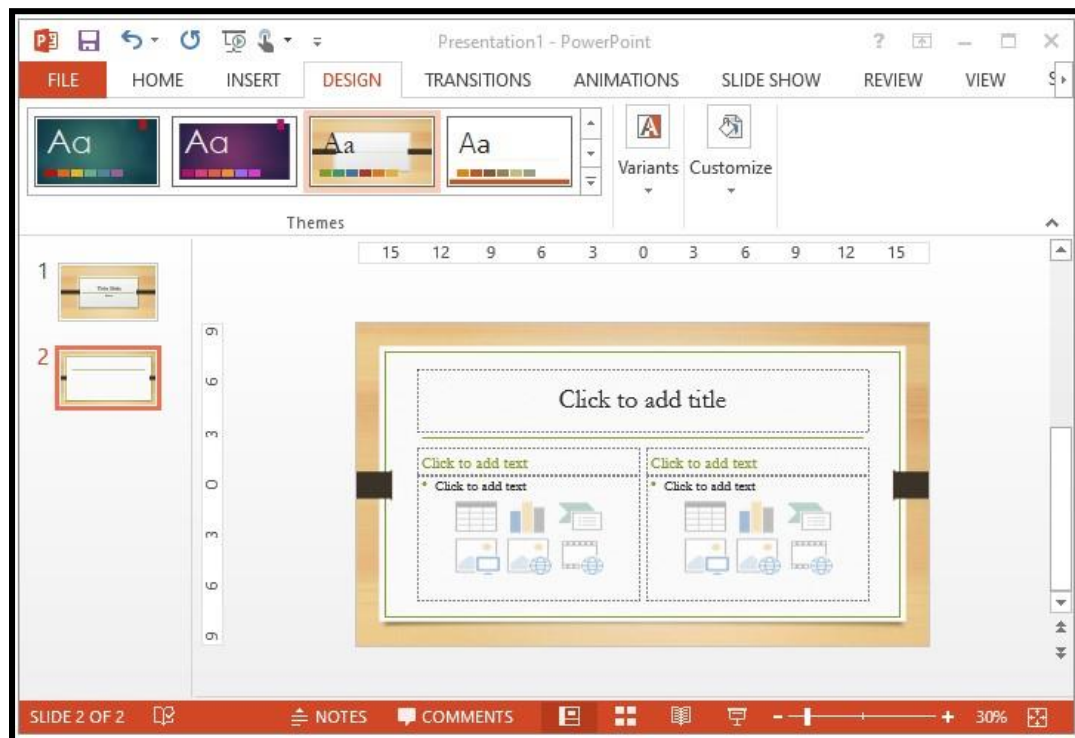 Presentation1 - PowerPoint ?
FILE HOME INSERT DESIGN TRANSITIONS ANIMATIONS SLIDE SHOW REVIEW VIEW S
Aa Aa Aa Aa
Variants Customize
Themes
15 12 9 6 3 0 3 6 9 12 15
1
Title Slide
2
9
6
3
0
3
6
9
Click to add title
Click to add text Click to add text
• Click to add text • Click to add text
SLIDE 2 OF 2 NOTES COMMENTS - + 30%